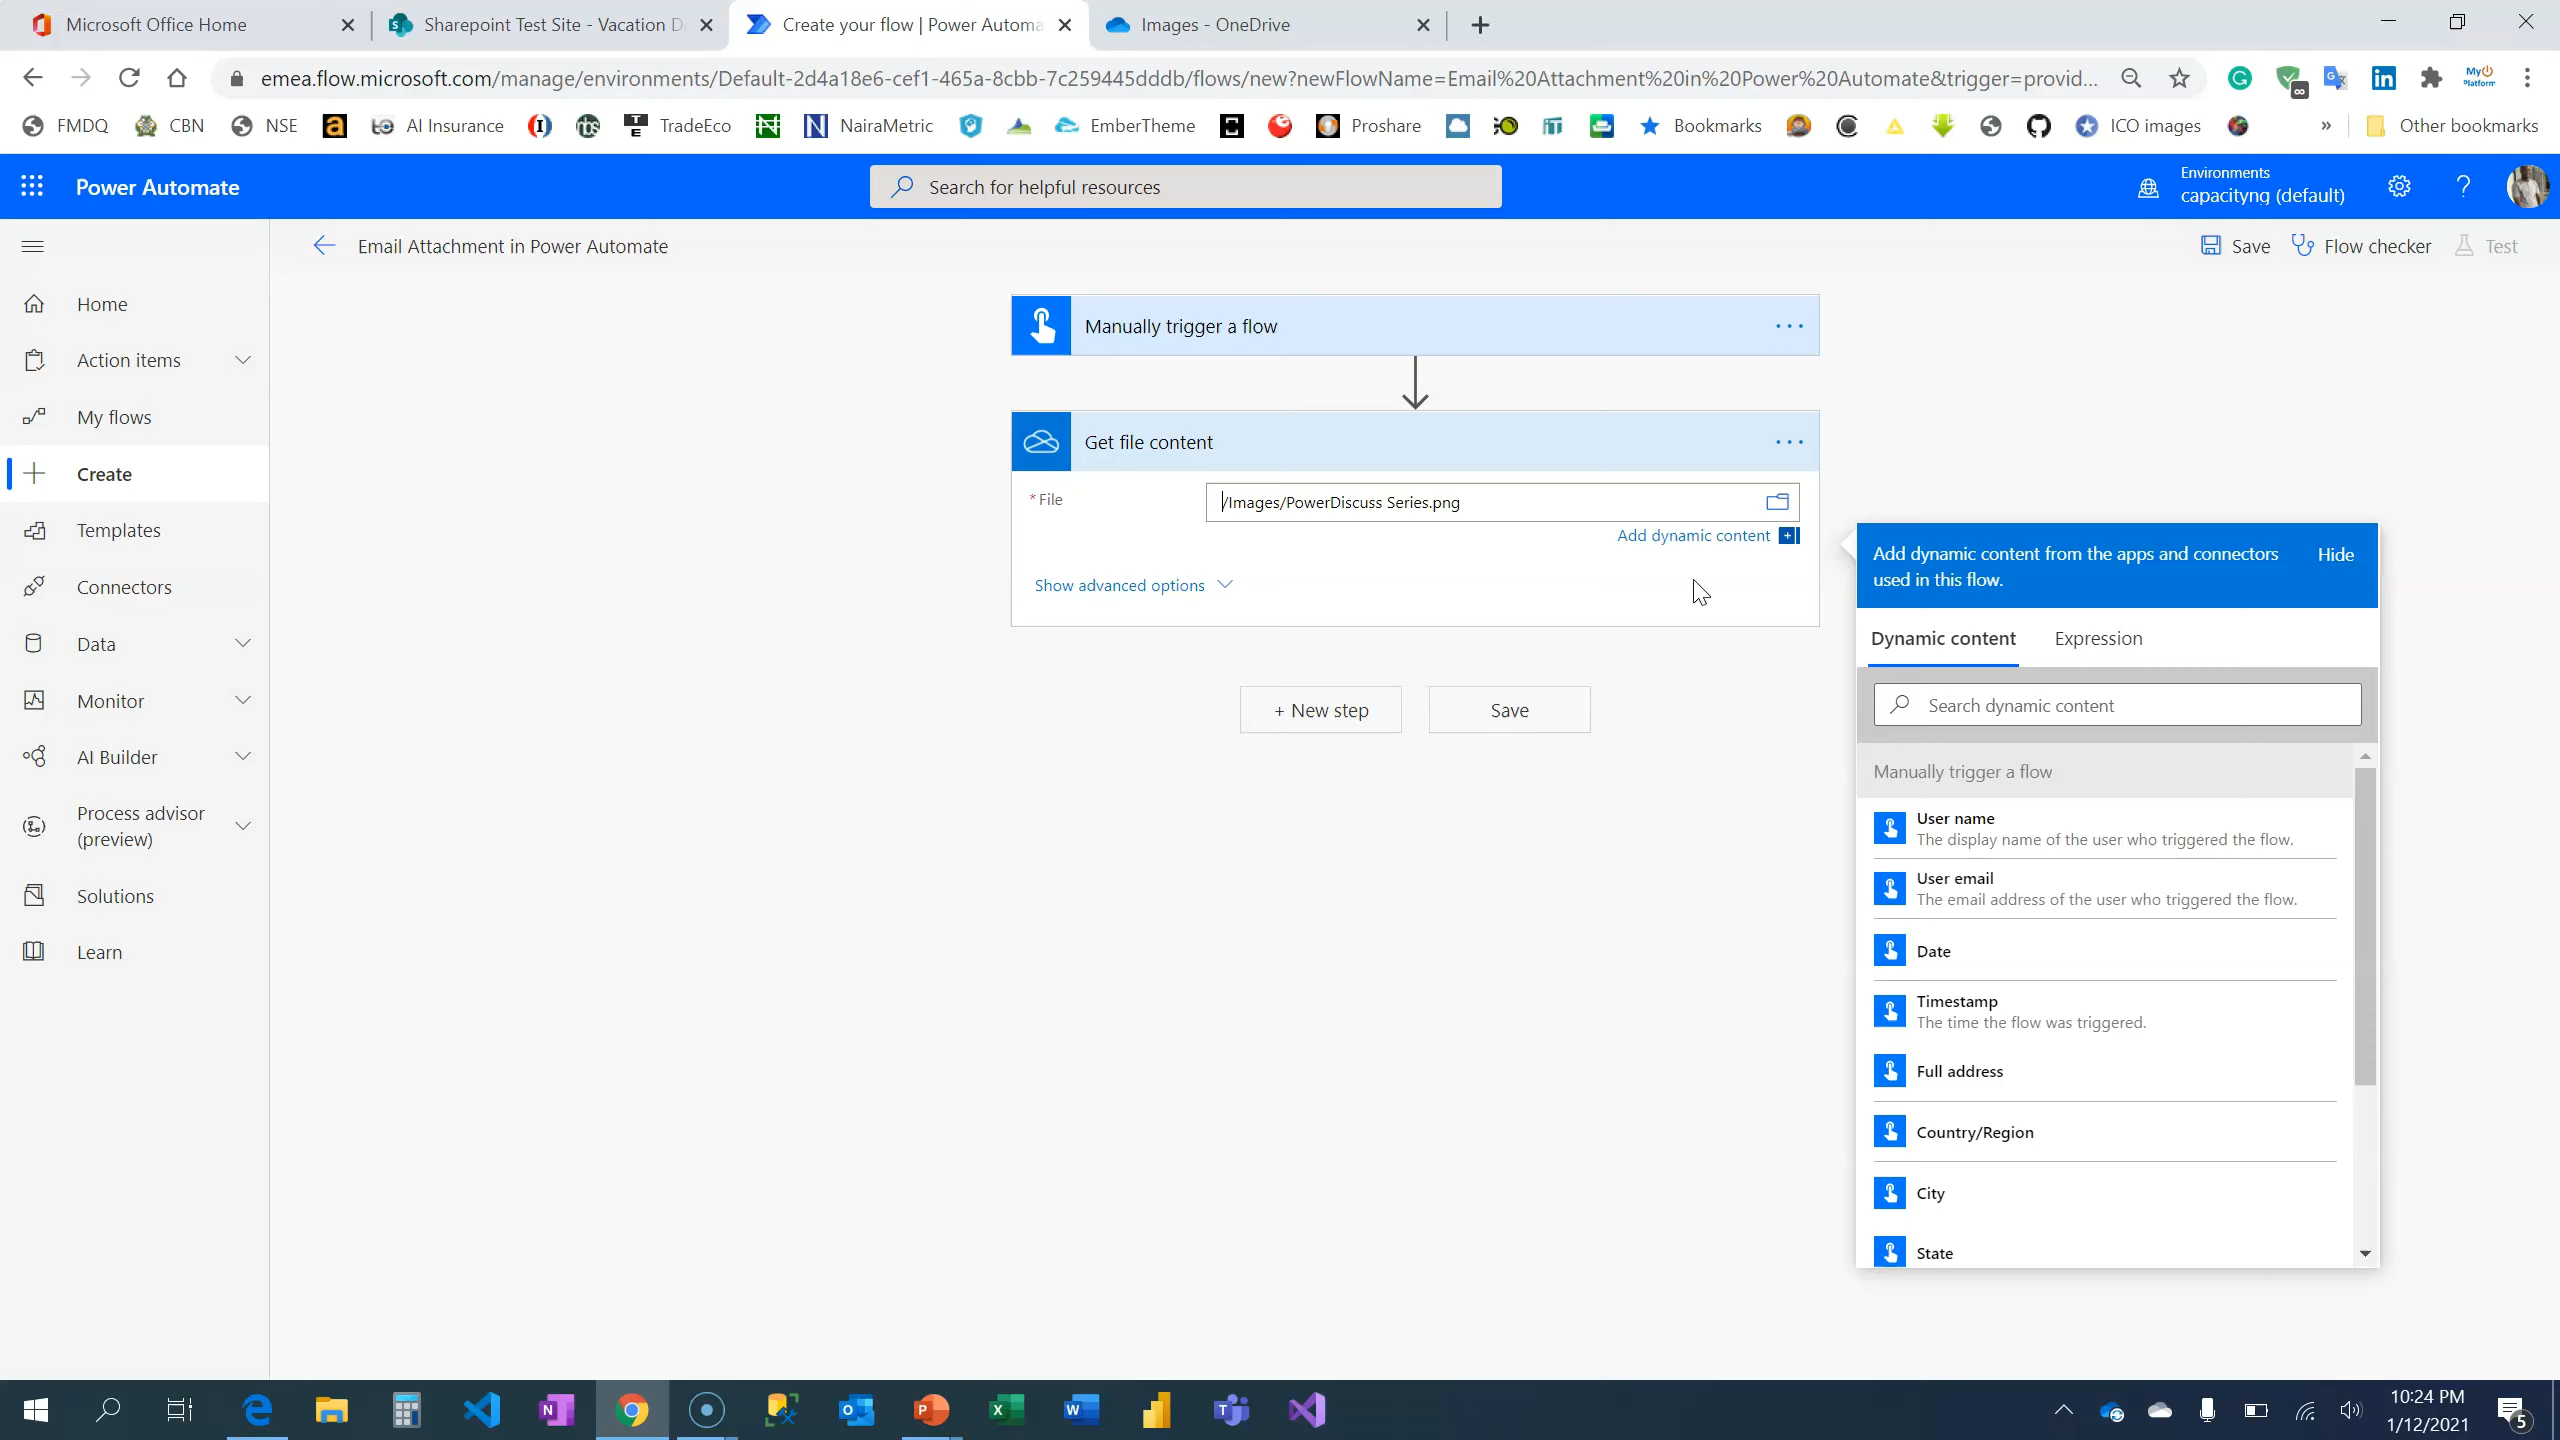 Microsoft Office Home
Sharepoint Test Site - Vacation D
Create your flow | Power Automa
Images - OneDrive
emea.flow.microsoft.com/manage/environments/Default-2d4a18e6-cef1-465a-8cbb-7c259445dddb/flows/new?newFlowName=Email%20Attachment%20in%20Power%20Automate&trigger=provid...
FMDQ
CBN
NSE
AI Insurance
TradeEco
NairaMetric
EmberTheme
Proshare
Bookmarks
ICO images
»
Other bookmarks
Power Automate
Search for helpful resources
Environments
capacityng (default)
Email Attachment in Power Automate
Save
Flow checker
Test
Home
Action items
My flows
Create
Templates
Connectors
Data
Monitor
AI Builder
Process advisor
(preview)
Solutions
Learn
Manually trigger a flow
Get file content
* File
/Images/PowerDiscuss Series.png
Add dynamic content
Show advanced options
+ New step
Save
Add dynamic content from the apps and connectors
used in this flow.
Hide
Dynamic content
Expression
Search dynamic content
Manually trigger a flow
User name
The display name of the user who triggered the flow.
User email
The email address of the user who triggered the flow.
Date
Timestamp
The time the flow was triggered.
Full address
Country/Region
City
State
10:24 PM
1/12/2021
5